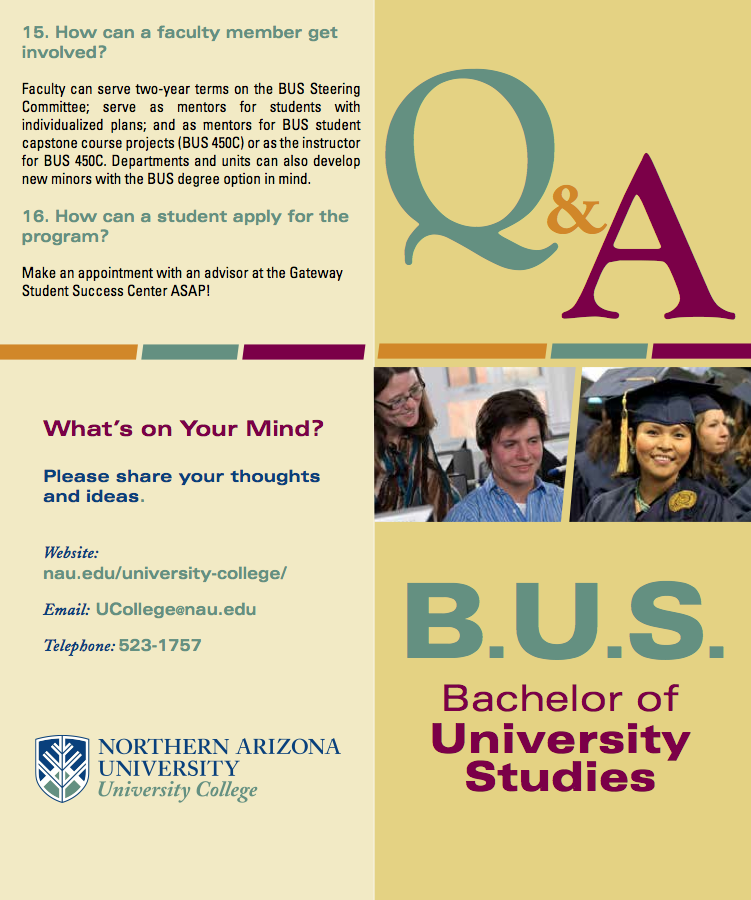 15. How can a faculty member get
involved?
Faculty can serve two-year terms on the BUS Steering
Committee; serve as mentors for students with
individualized plans; and as mentors for BUS student
capstone course projects (BUS 450C) or as the instructor
for BUS 450C. Departments and units can also develop
new minors with the BUS degree option in mind.
16. How can a student apply for the
program?
Make an appointment with an advisor at the Gateway
Student Success Center ASAP!
What's on Your Mind?
Please share your thoughts
and ideas.
Website:
nau.edu/university-college/
Email: UCollege@nau.edu
Telephone: 523-1757
NORTHERN ARIZONA
UNIVERSITY
University College
Q&A
B.U.S.
Bachelor of
University
Studies